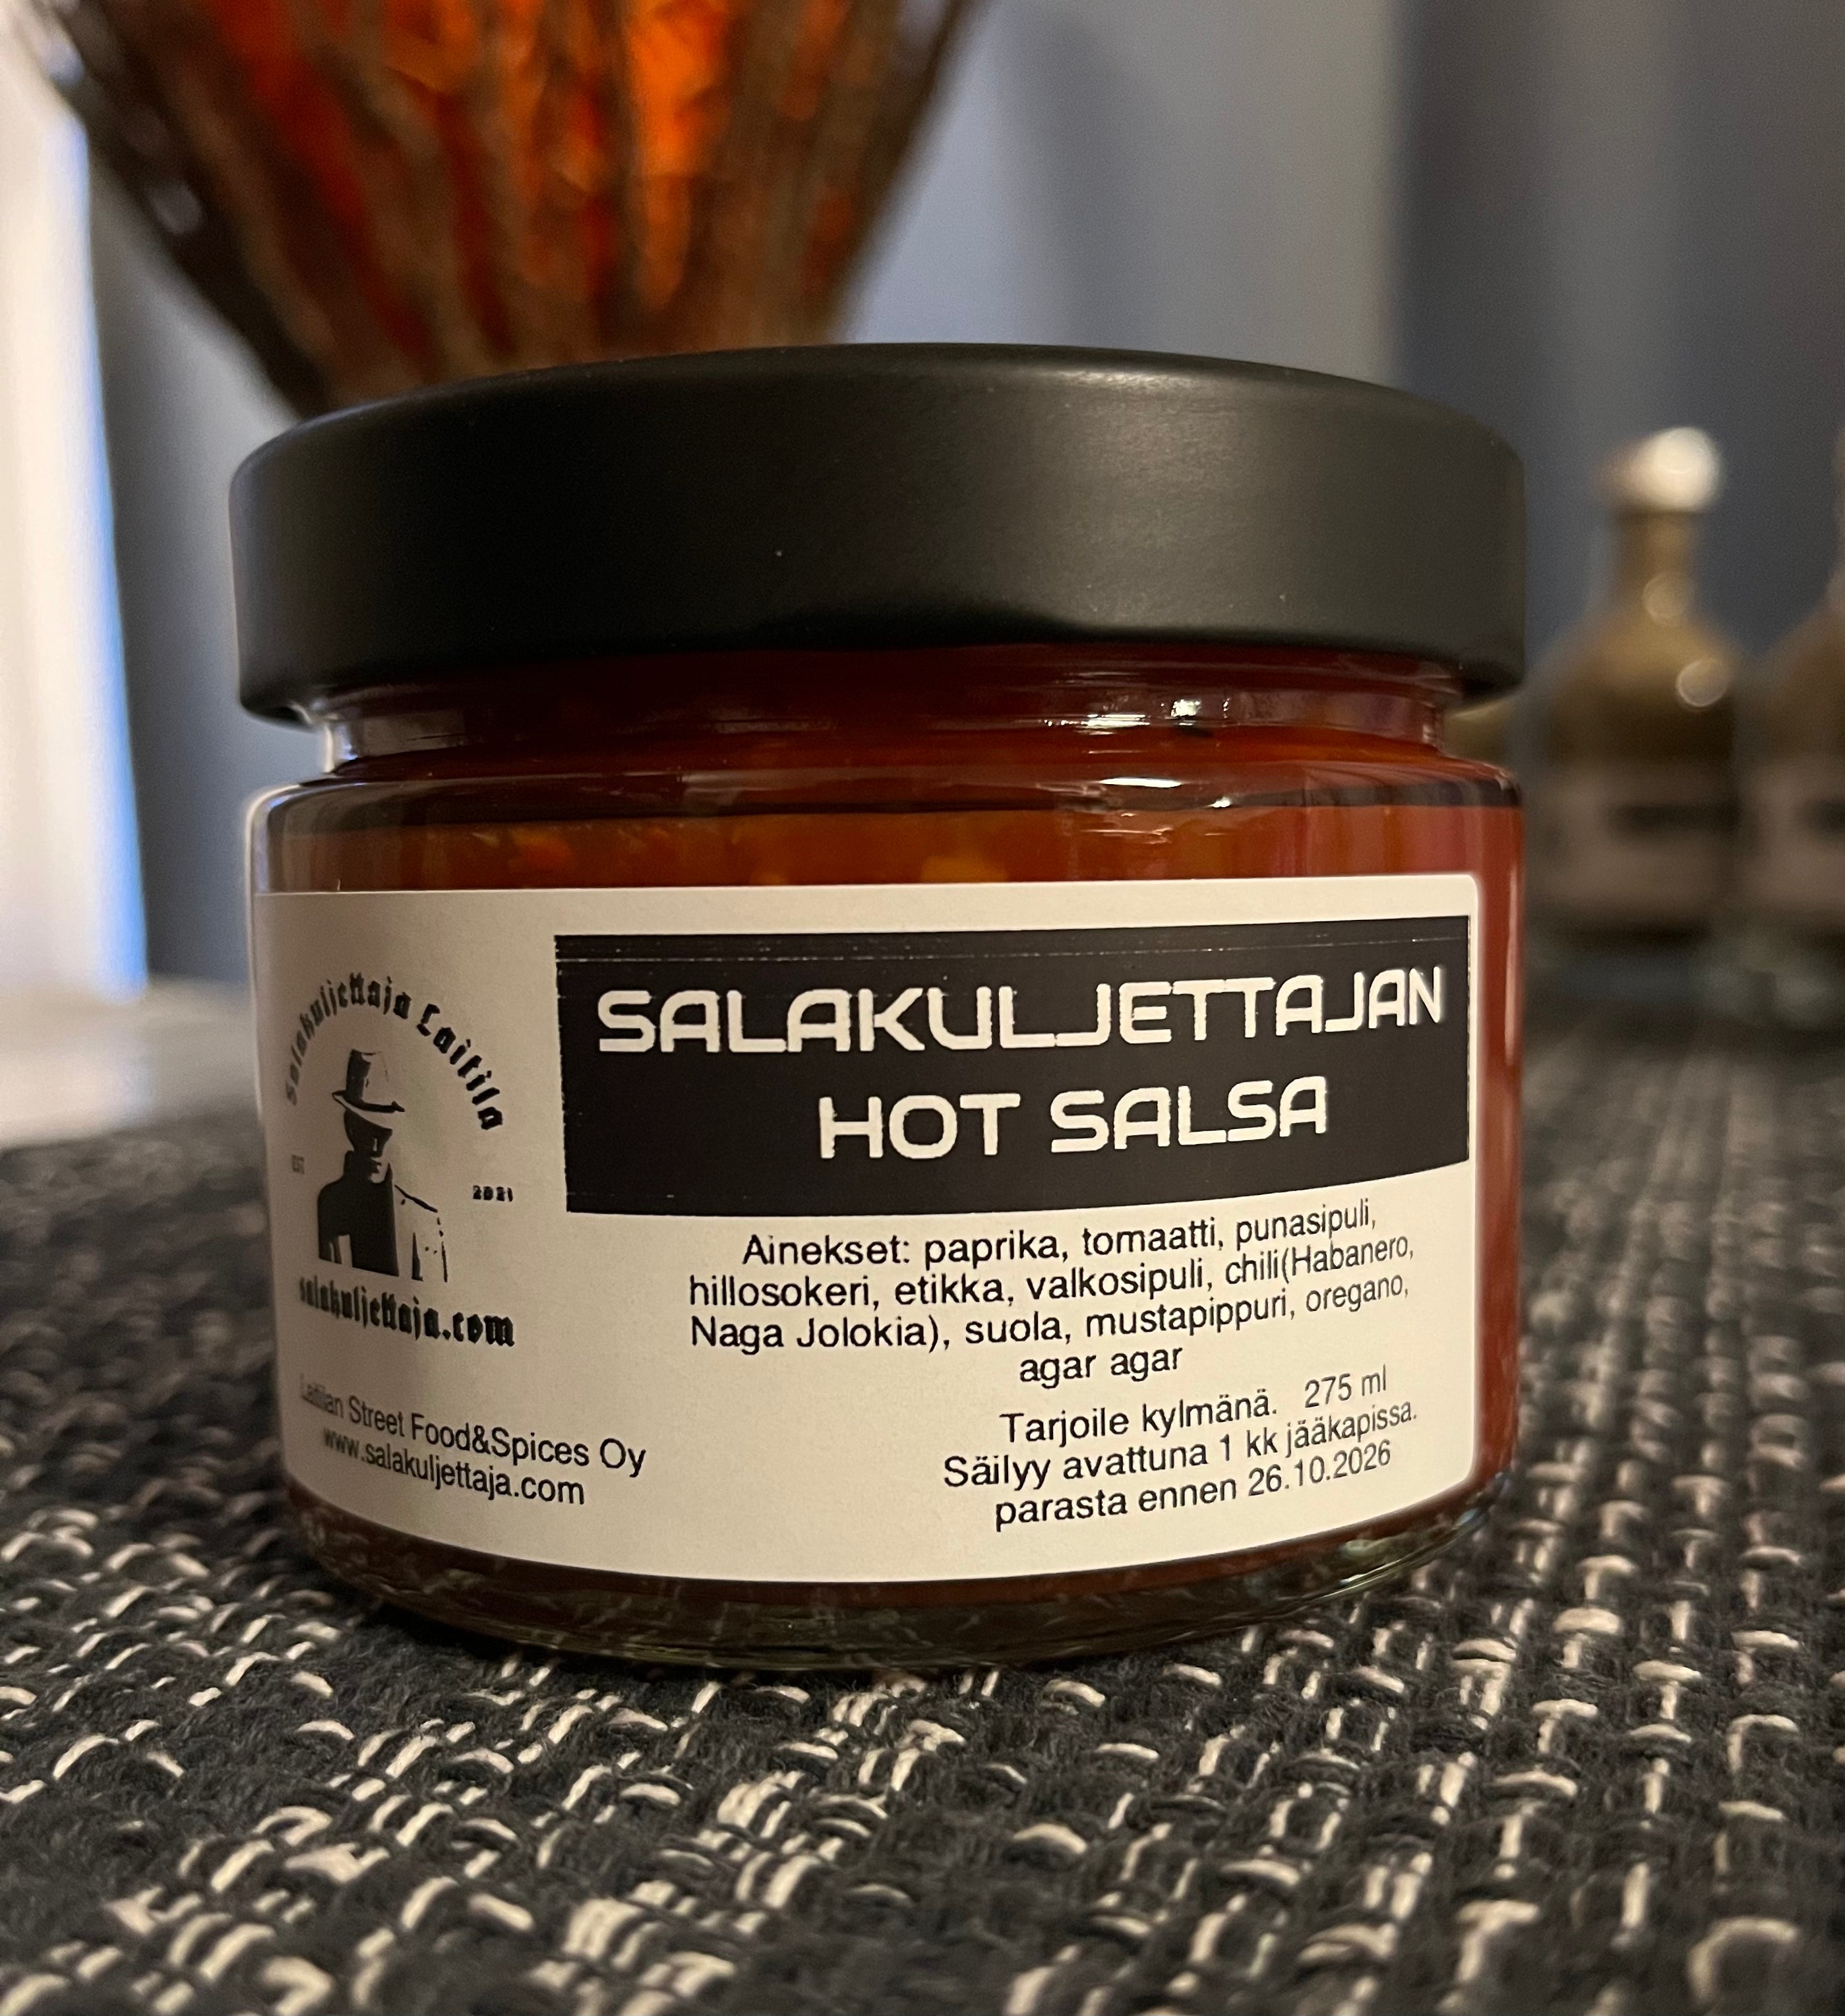 Salakuljettaja Laitila
EST
2021
salakuljettaja.com
Laitilan Street Food&Spices Oy
www.salakuljettaja.com
SALAKULJETTAJAN
HOT SALSA
Ainekset: paprika, tomaatti, punasipuli,
hillosokeri, etikka, valkosipuli, chili(Habanero,
Naga Jolokia), suola, mustapippuri, oregano,
agar agar
Tarjoile kylmänä. 275 ml
Säilyy avattuna 1 kk jääkapissa.
parasta ennen 26.10.2026